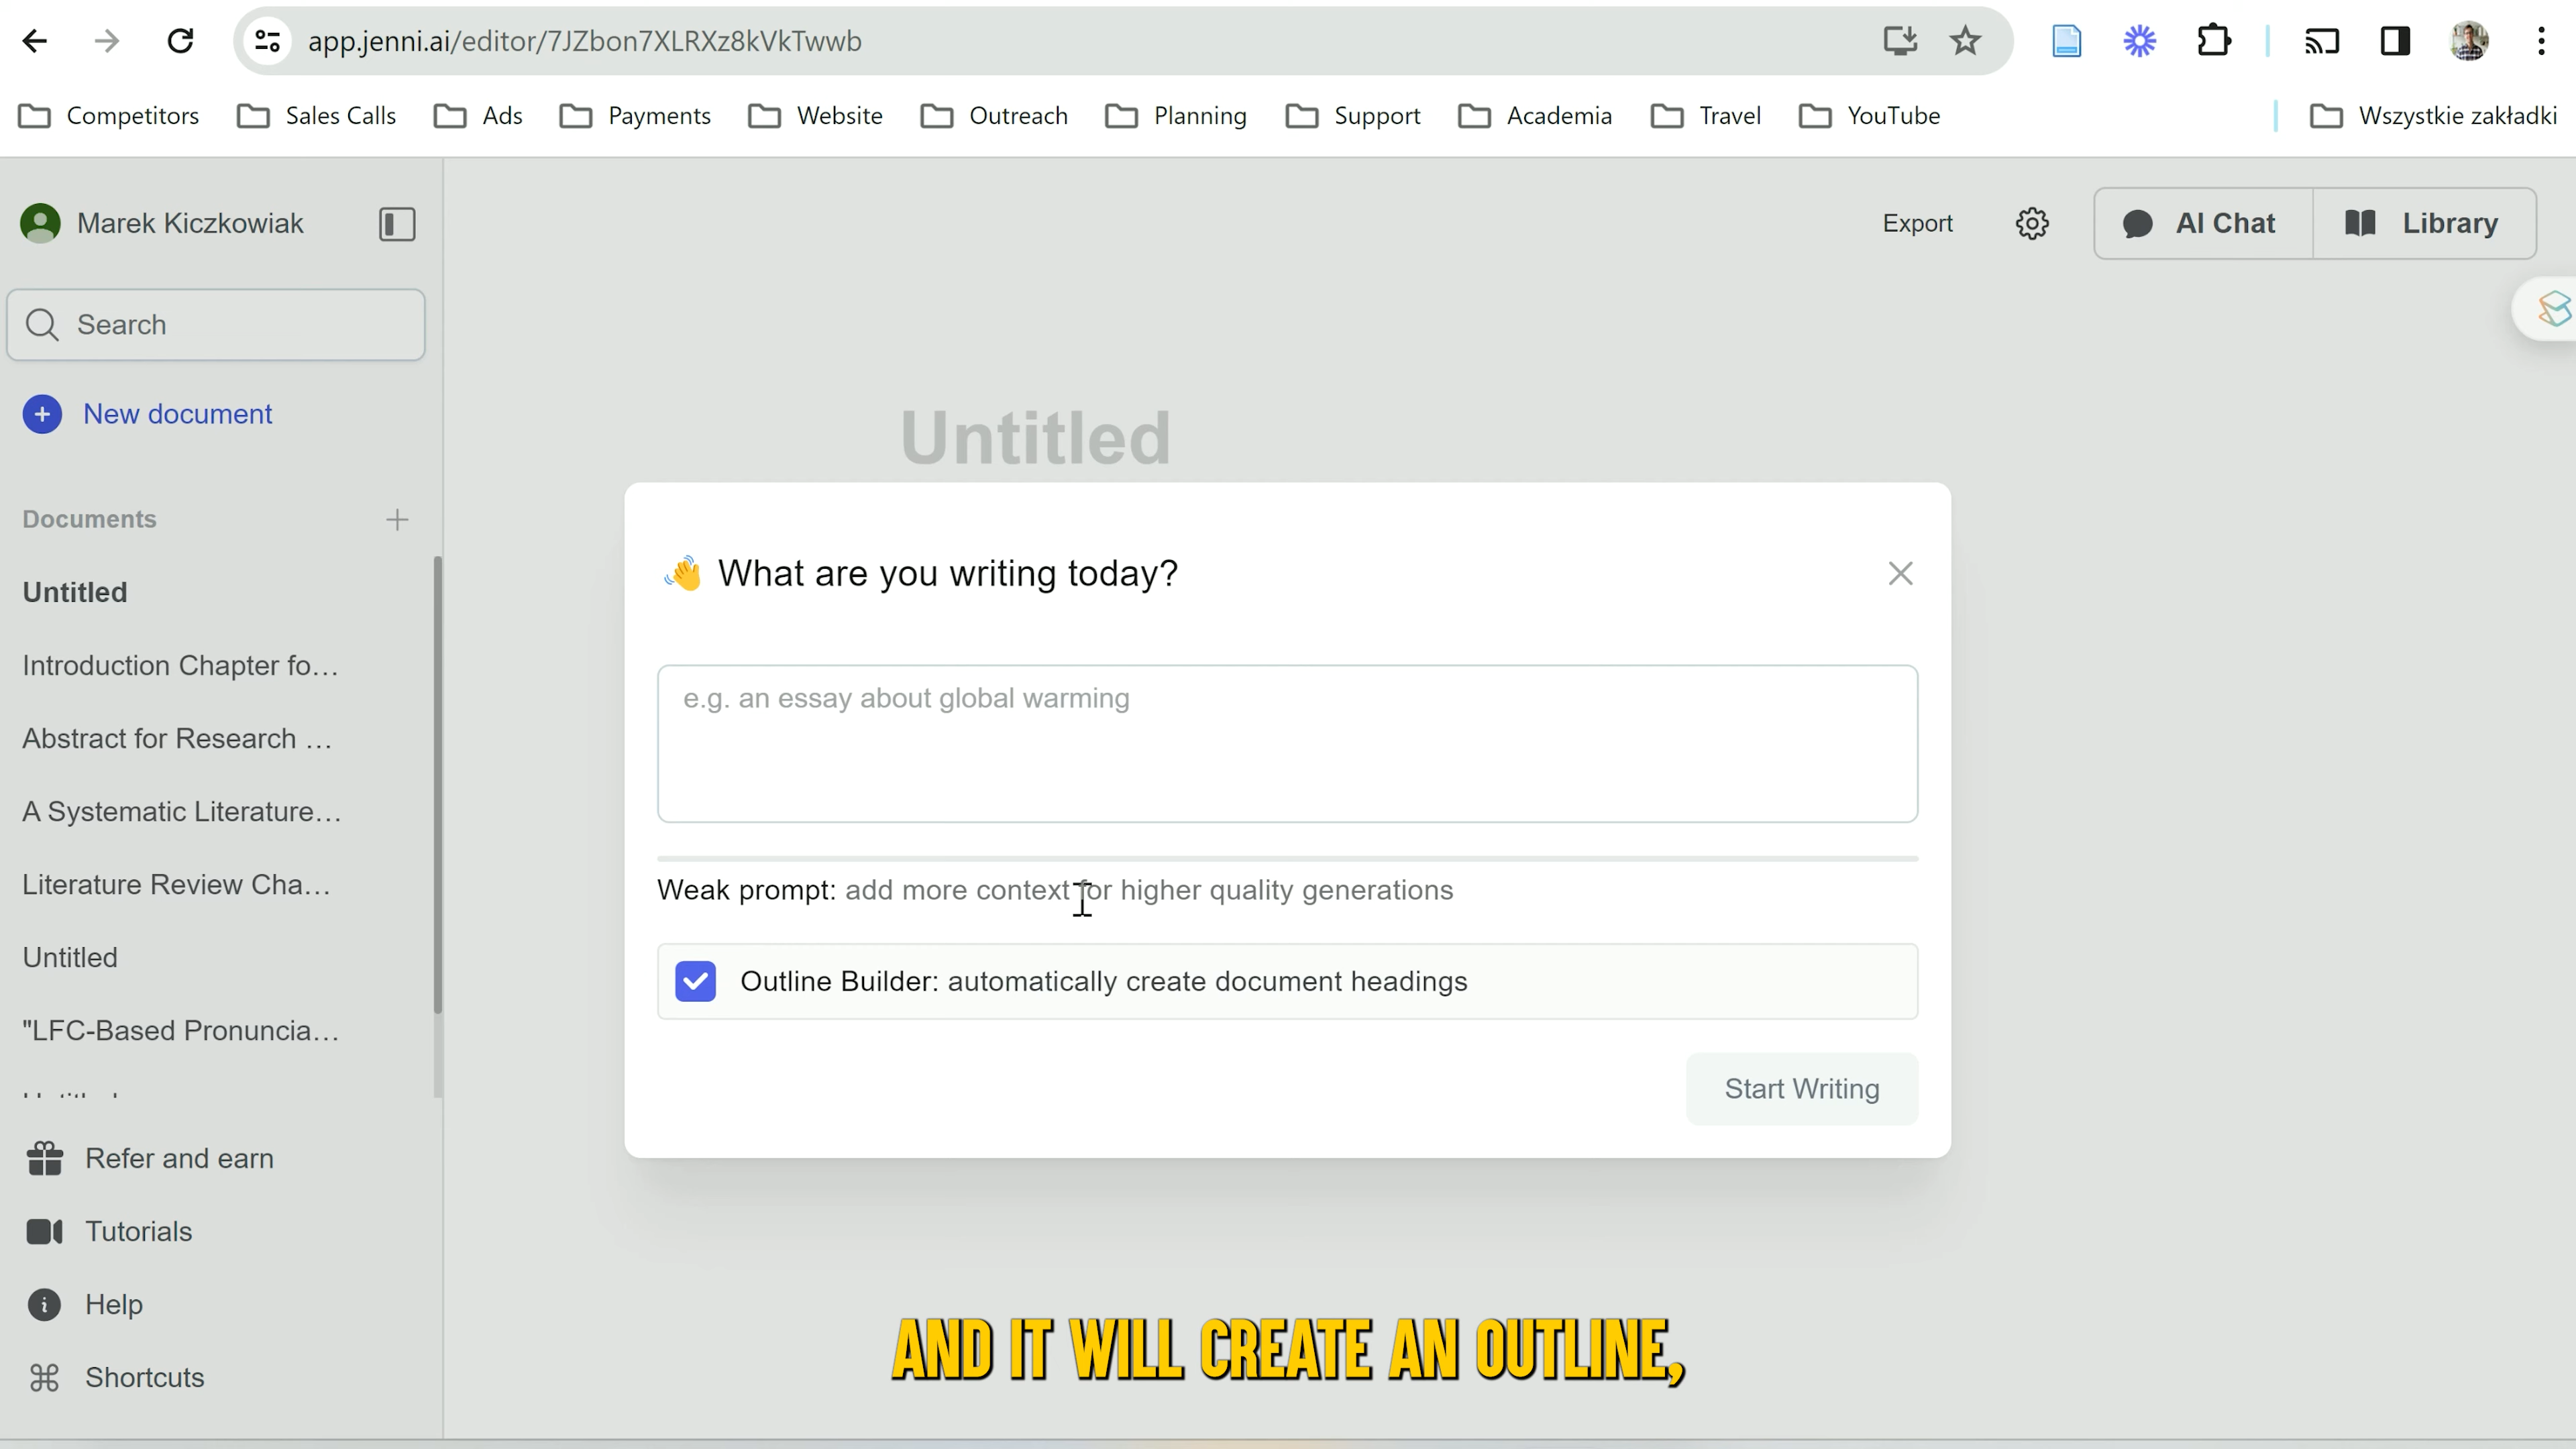 app.jenni.ai/editor/7JZbon7XLRXz8kVkTwwb
Competitors Sales Calls Ads Payments Website Outreach Planning Support Academia Travel YouTube Wszystkie zakładki
Marek Kiczkowiak
Export AI Chat Library
Search
New document
Documents
Untitled
Introduction Chapter fo...
Abstract for Research ...
A Systematic Literature...
Literature Review Cha...
Untitled
"LFC-Based Pronuncia...
Refer and earn
Tutorials
Help
Shortcuts
Untitled
What are you writing today?
e.g. an essay about global warming
Weak prompt: add more context for higher quality generations
Outline Builder: automatically create document headings
Start Writing
AND IT WILL CREATE AN OUTLINE,